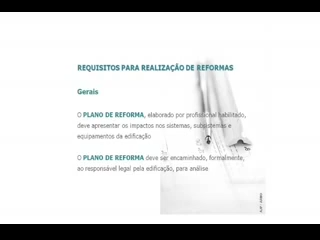 REQUISITOS PARA REALIZAÇÃO DE REFORMAS
Gerais
O PLANO DE REFORMA, elaborado por profissional habilitado,
deve apresentar os impactos nos sistemas, subsistemas e
equipamentos da edificação
O PLANO DE REFORMA deve ser encaminhado, formalmente,
ao responsável legal pela edificação, para análise